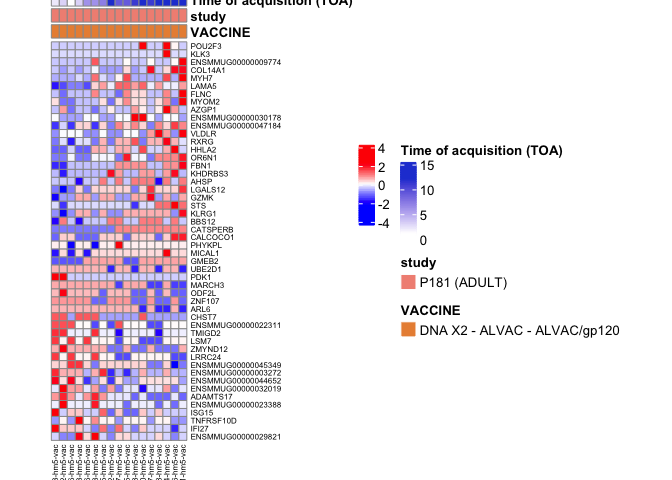 Time of acquisition (TOA)
study
VACCINE
POU2F3
KLK3
ENSMMUG00000009774
COL14A1
MYH7
LAMA5
FLNC
MYOM2
AZGP1
ENSMMUG00000030178
ENSMMUG00000047184
VLDLR
RXRG
HHLA2
OR6N1
FBN1
KHDRBS3
AHSP
LGALS12
GZMK
STS
KLRG1
BBS12
CATSPERB
CALCOCO1
PHYKPL
MICAL1
GMEB2
UBE2D1
PDK1
MARCH3
ODF2L
ZNF107
ARL6
CHST7
ENSMMUG00000022311
TMIGD2
LSM7
ZMYND12
LRRC24
ENSMMUG00000045349
ENSMMUG00000003272
ENSMMUG00000044652
ENSMMUG00000032019
ADAMTS17
ENSMMUG00000023388
ISG15
TNFRSF10D
IFI27
ENSMMUG00000029821
4
2
0
-2
-4
Time of acquisition (TOA)
15
10
5
0
study
P181 (ADULT)
VACCINE
DNA X2 - ALVAC - ALVAC/gp120